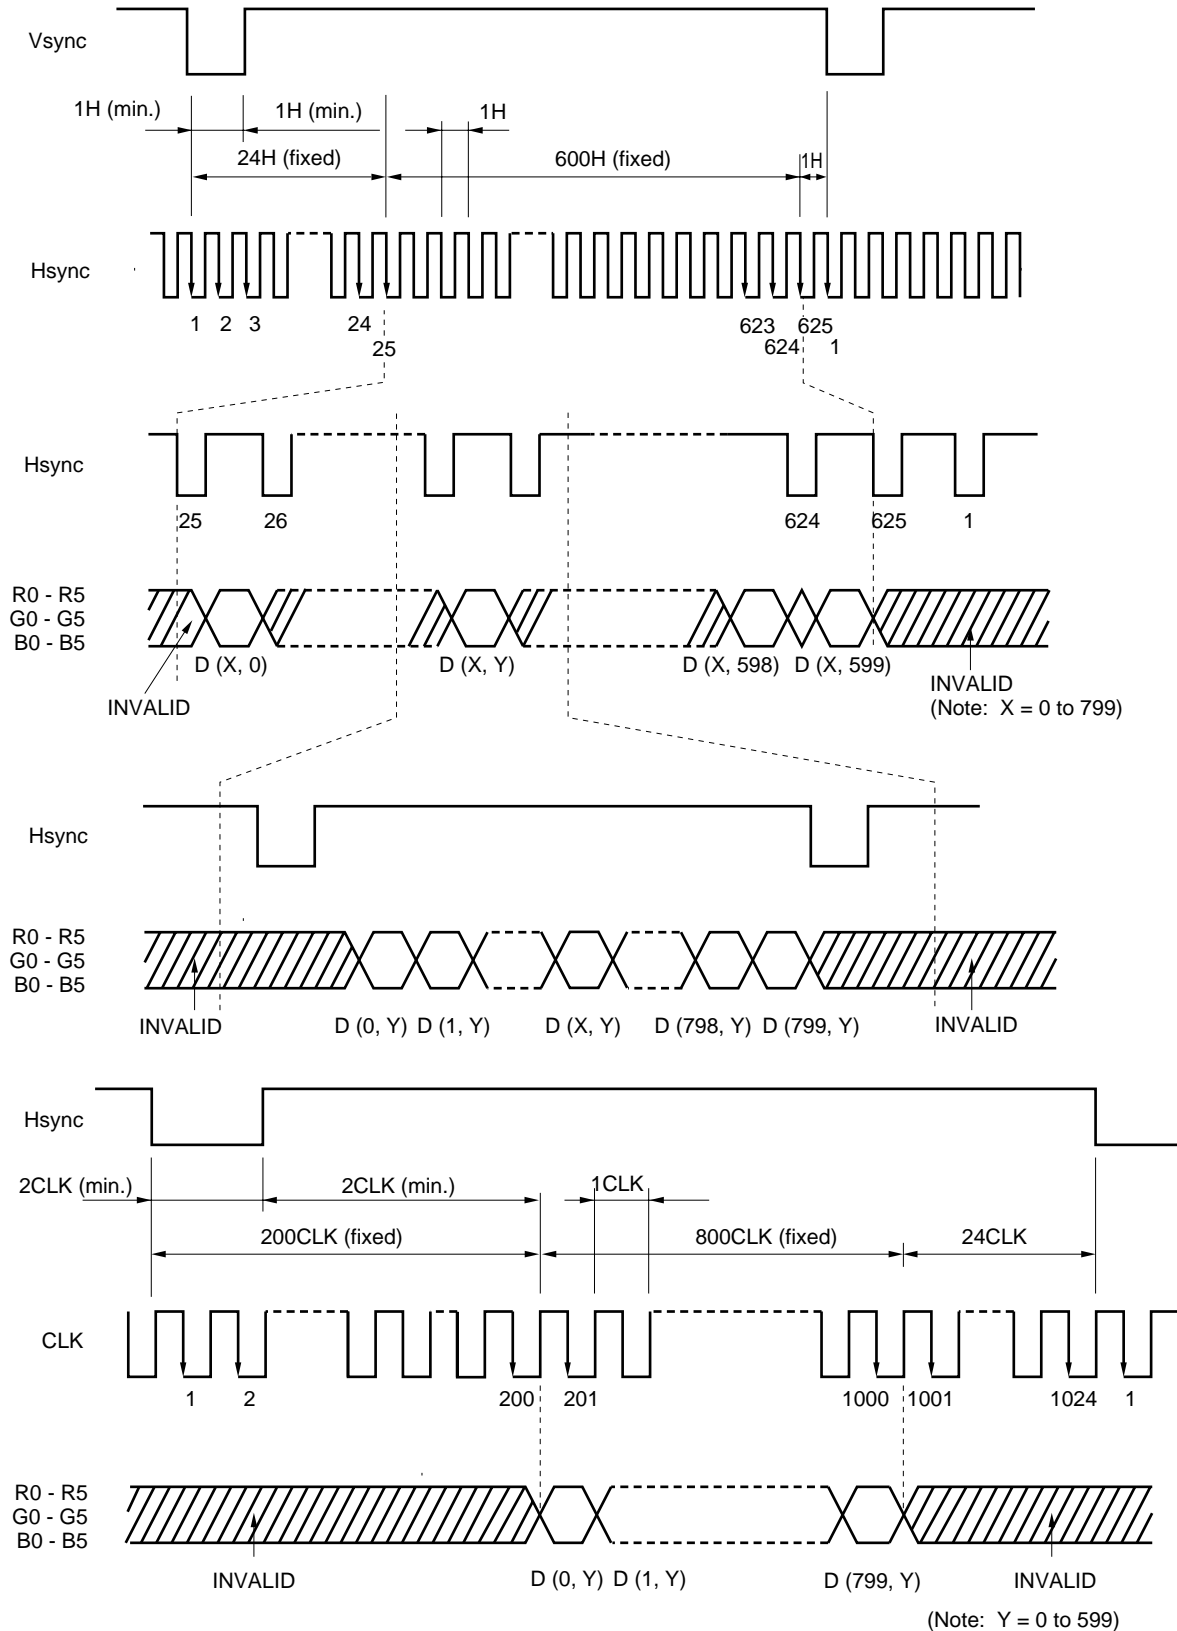 Vsync
1H (min.) 1H (min.) 1H
24H (fixed) 600H (fixed) 1H
Hsync
1 2 3 24 623 625
25 624 1
Hsync
25 26 624 625 1
R0 - R5
G0 - G5
B0 - B5
D (X, 0) D (X, Y) D (X, 598) D (X, 599)
INVALID
INVALID
(Note: X = 0 to 799)
Hsync
R0 - R5
G0 - G5
B0 - B5
INVALID D (0, Y) D (1, Y) D (X, Y) D (798, Y) D (799, Y) INVALID
Hsync
2CLK (min.) 2CLK (min.) 1CLK
200CLK (fixed) 800CLK (fixed) 24CLK
CLK
1 2 200 201 1000 1001 1024 1
R0 - R5
G0 - G5
B0 - B5
INVALID D (0, Y) D (1, Y) D (799, Y) INVALID
(Note: Y = 0 to 599)